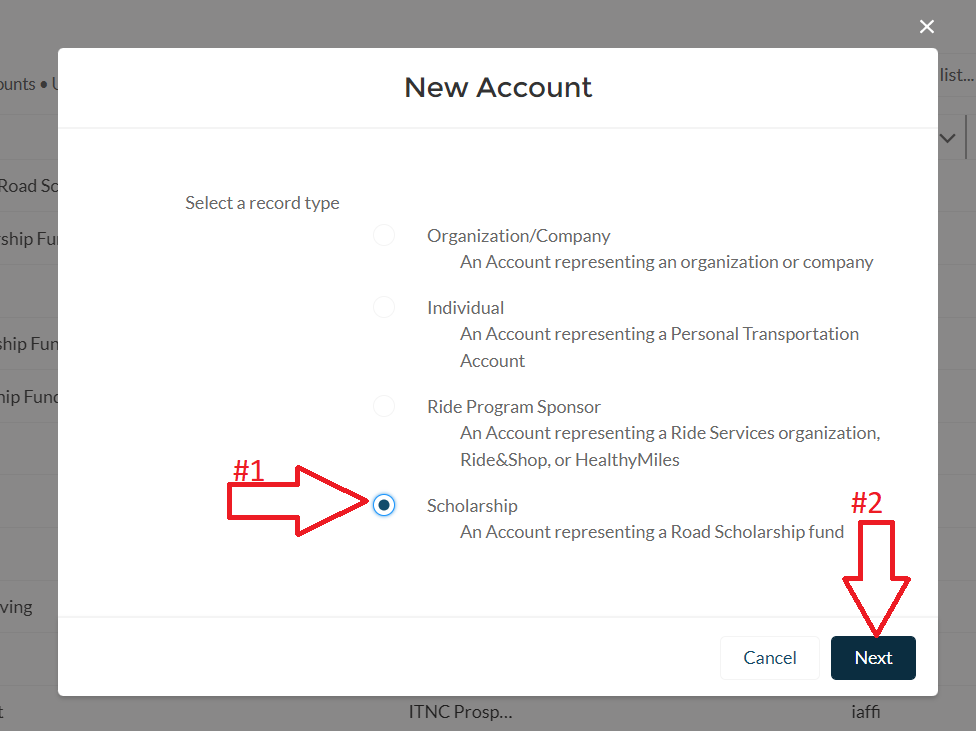 list...
ounts • U
New Account
Road Sc
Select a record type
Organization/Company
rship Fu
An Account representing an organization or company
Individual
An Account representing a Personal Transportation
Account
ship Fun
hip Fund
Ride Program Sponsor
An Account representing a Ride Services organization,
Ride&Shop, or HealthyMiles
#1
Scholarship
An Account representing a Road Scholarship fund
#2
ving
Cancel
Next
t
ITNC Prosp...
iaffi